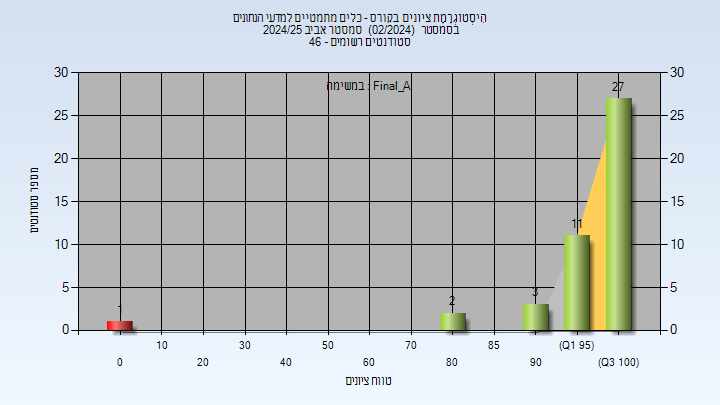 היסטוגרמת ציונים בקורס - כלים מתמטיים למדעי הנתונים
בסמסטר (02/2024) סמסטר אביב 2024/25
סטודנטים רשומים - 46
במשימה : Final_A
30 30
27
25 25
20 20
15 15
11
10 10
5 5
3
2
1
0 0
מספר סטודנטים
10 30 50 70 85 (Q1 95)
0 20 40 60 80 90 (Q3 100)
טווח ציונים